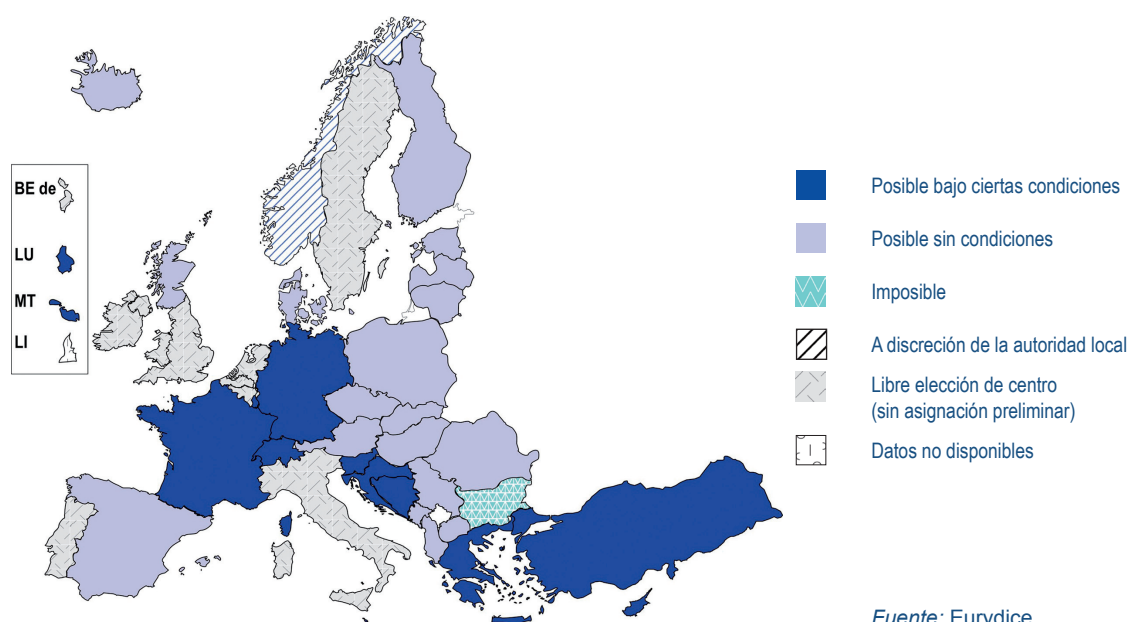 BE de
LU
MT
LI
Posible bajo ciertas condiciones
Posible sin condiciones
Imposible
A discreción de la autoridad local
Libre elección de centro
(sin asignación preliminar)
Datos no disponibles
Fuente: Eurydice